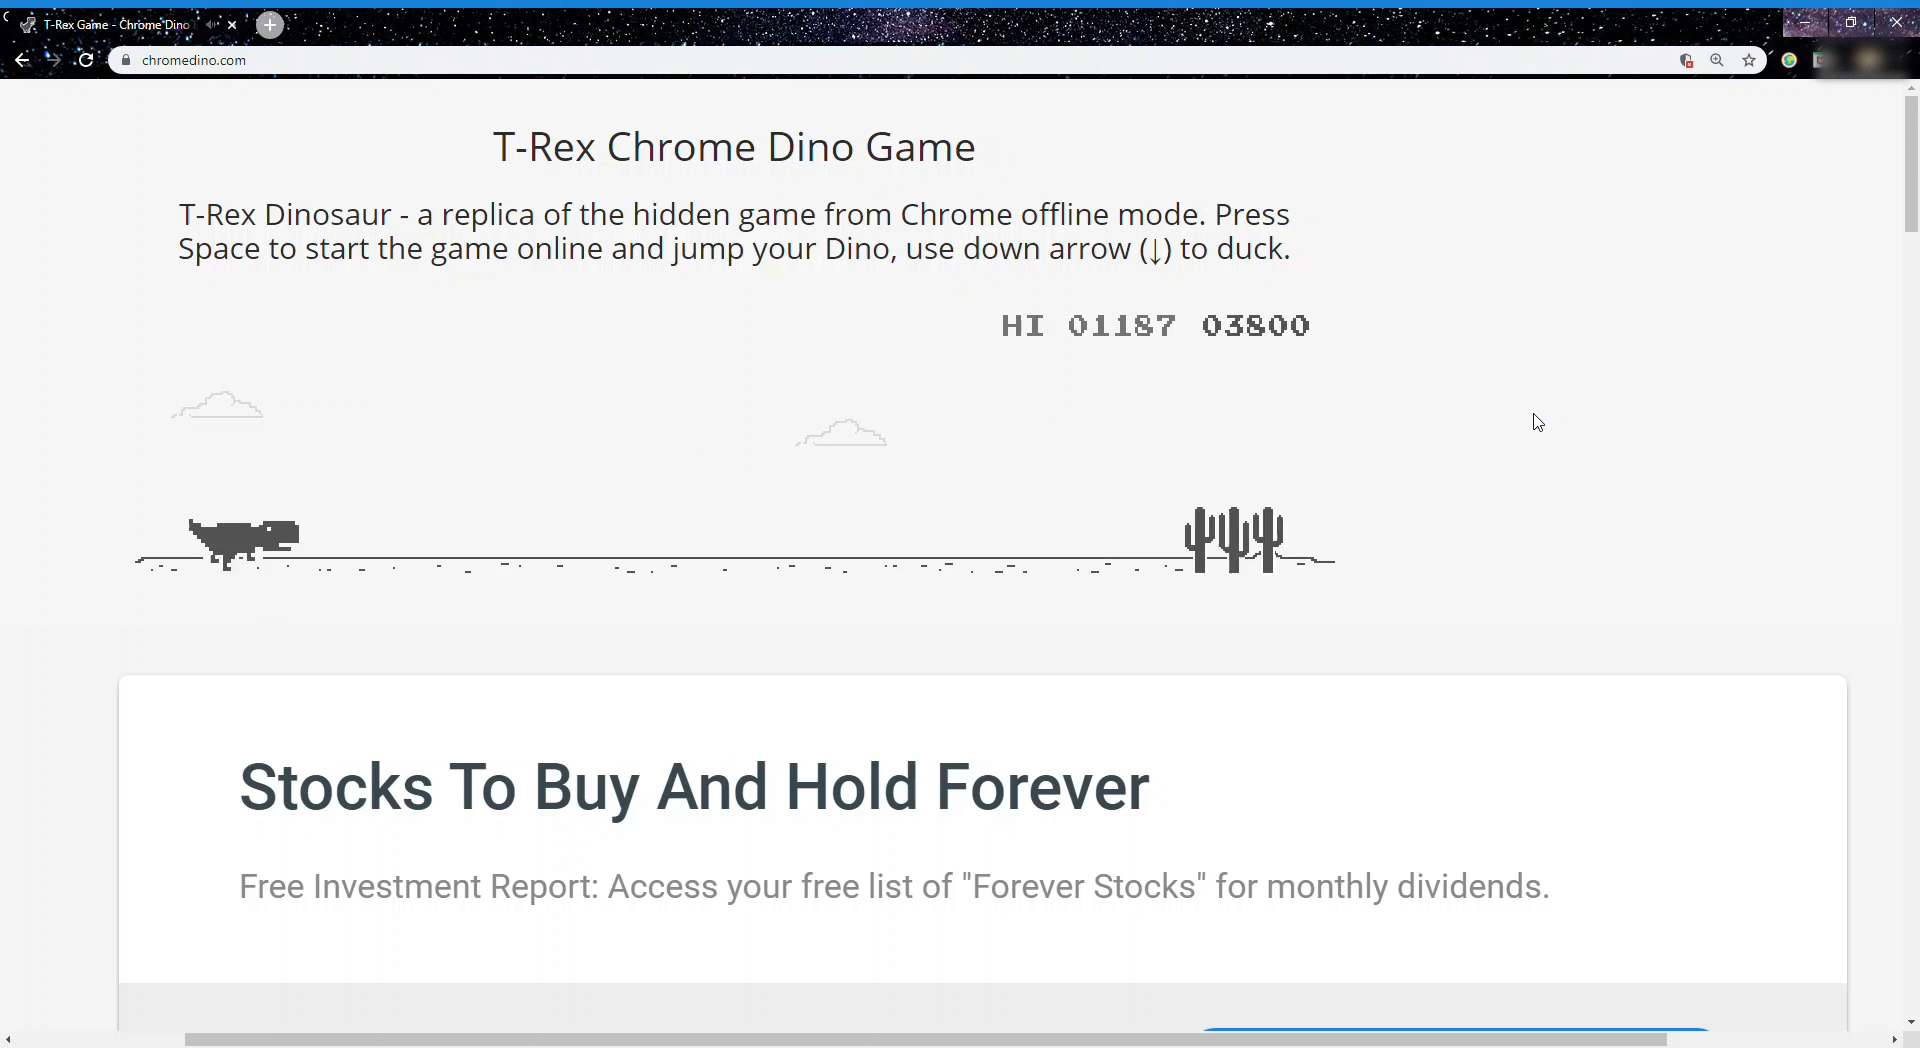 T-Rex Game - Chrome Dino
chromedino.com
T-Rex Chrome Dino Game
T-Rex Dinosaur - a replica of the hidden game from Chrome offline mode. Press
Space to start the game online and jump your Dino, use down arrow (↓) to duck.
HI 01187 03800
Stocks To Buy And Hold Forever
Free Investment Report: Access your free list of "Forever Stocks" for monthly dividends.